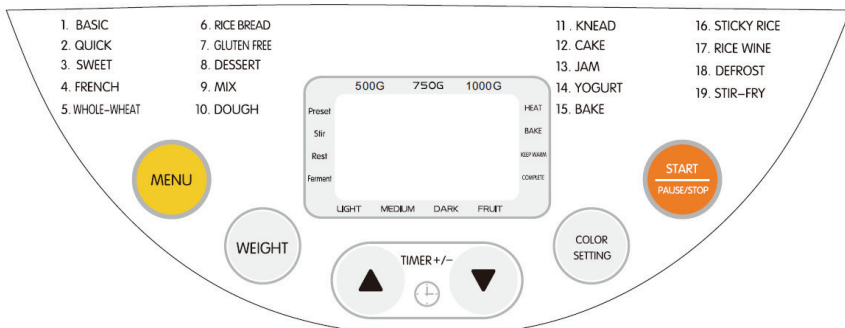 1. BASIC
2. QUICK
3. SWEET
4. FRENCH
5. WHOLE-WHEAT
6. RICE BREAD
7. GLUTEN FREE
8. DESSERT
9. MIX
10. DOUGH
500G 750G 1000G
Preset
Stir
Rest
Ferment
HEAT
BAKE
KEEP WARM
COMPLETE
LIGHT MEDIUM DARK FRUIT
11. KNEAD
12. CAKE
13. JAM
14. YOGURT
15. BAKE
16. STICKY RICE
17. RICE WINE
18. DEFROST
19. STIR-FRY
MENU
WEIGHT
TIMER +/-
COLOR
SETTING
START
PAUSE/STOP